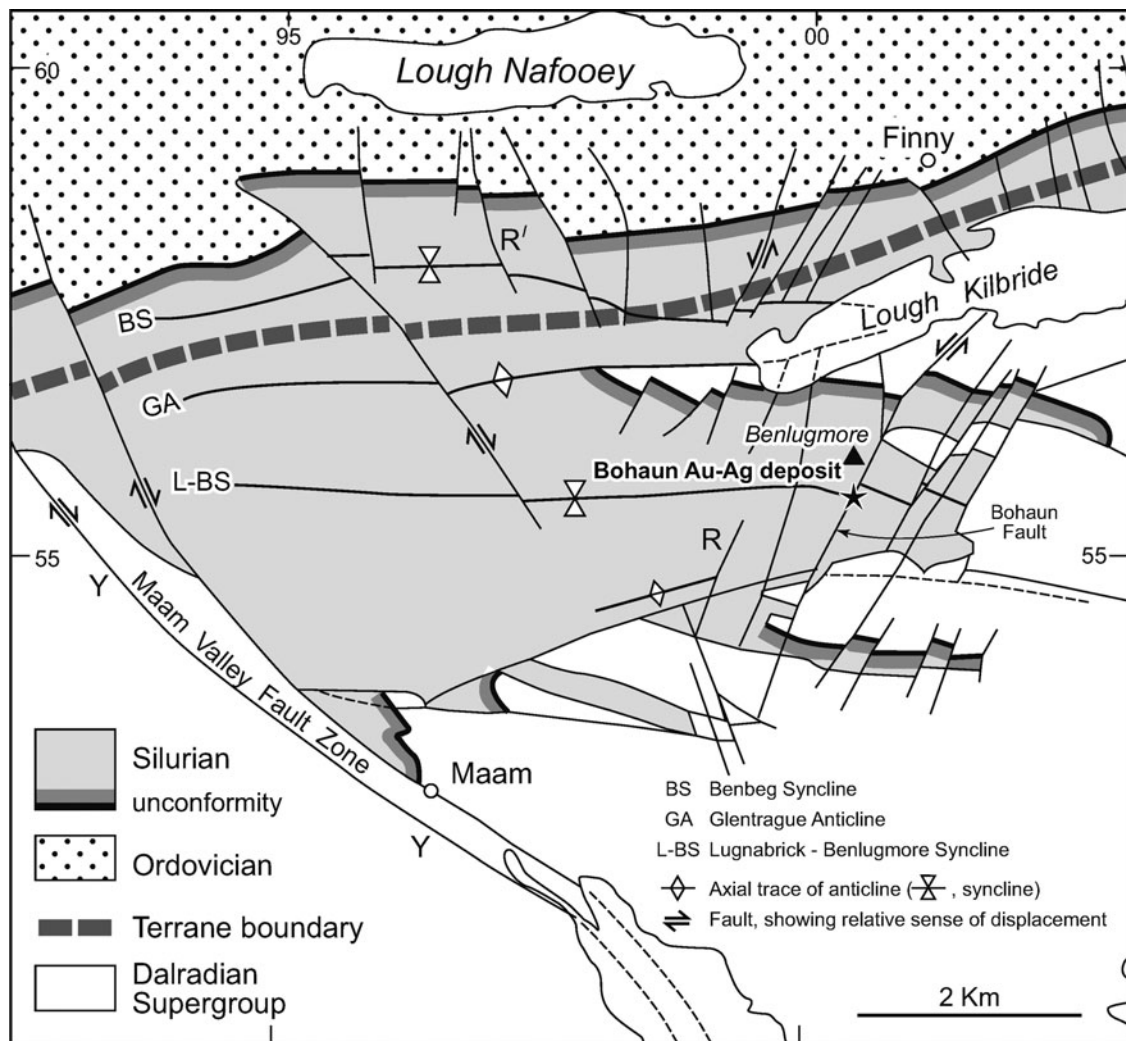 95
00
60
Lough Nafooey
Finny
R′
BS
Lough Kilbride
GA
Benlugmore
Bohaun Au-Ag deposit
L-BS
Bohaun
Fault
R
55
55
Y
Maam Valley Fault Zone
Silurian
unconformity
Maam
BS Benbeg Syncline
Y
GA Glentrague Anticline
Ordovician
L-BS Lugnabrick - Benlugmore Syncline
Axial trace of anticline ( , syncline)
Terrane boundary
Fault, showing relative sense of displacement
Dalradian
Supergroup
2 Km